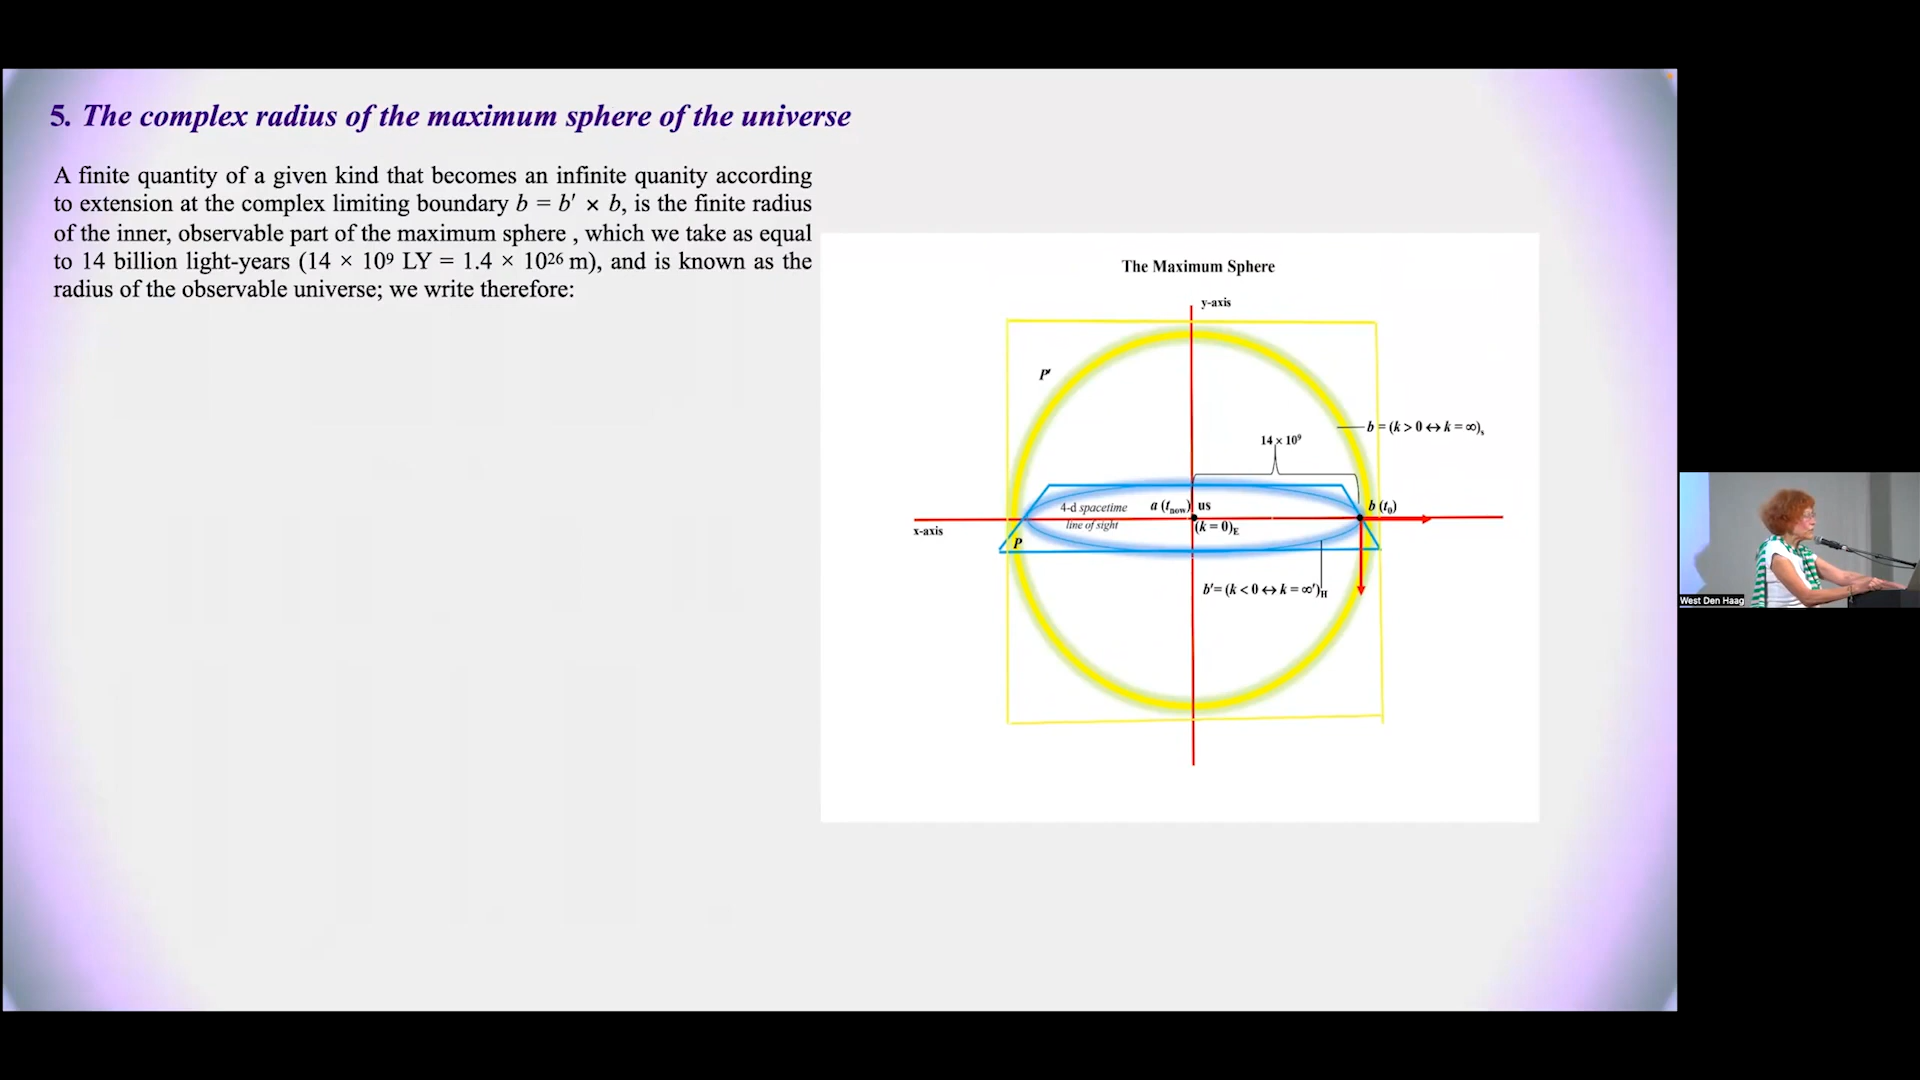 5. The complex radius of the maximum sphere of the universe
A finite quantity of a given kind that becomes an infinite quanity according
to extension at the complex limiting boundary b = b′ × b, is the finite radius
of the inner, observable part of the maximum sphere , which we take as equal
to 14 billion light-years (14 × 10⁹ LY = 1.4 × 10²⁶ m), and is known as the
radius of the observable universe; we write therefore:
The Maximum Sphere
y-axis
P′
b = (k > 0 ↔ k = ∞)ₛ
14 × 10⁹
4-d spacetime
line of sight
a (t_now) us
b (t₀)
(k = 0)_E
x-axis
P
b′= (k < 0 ↔ k = ∞′)_H
West Den Haag